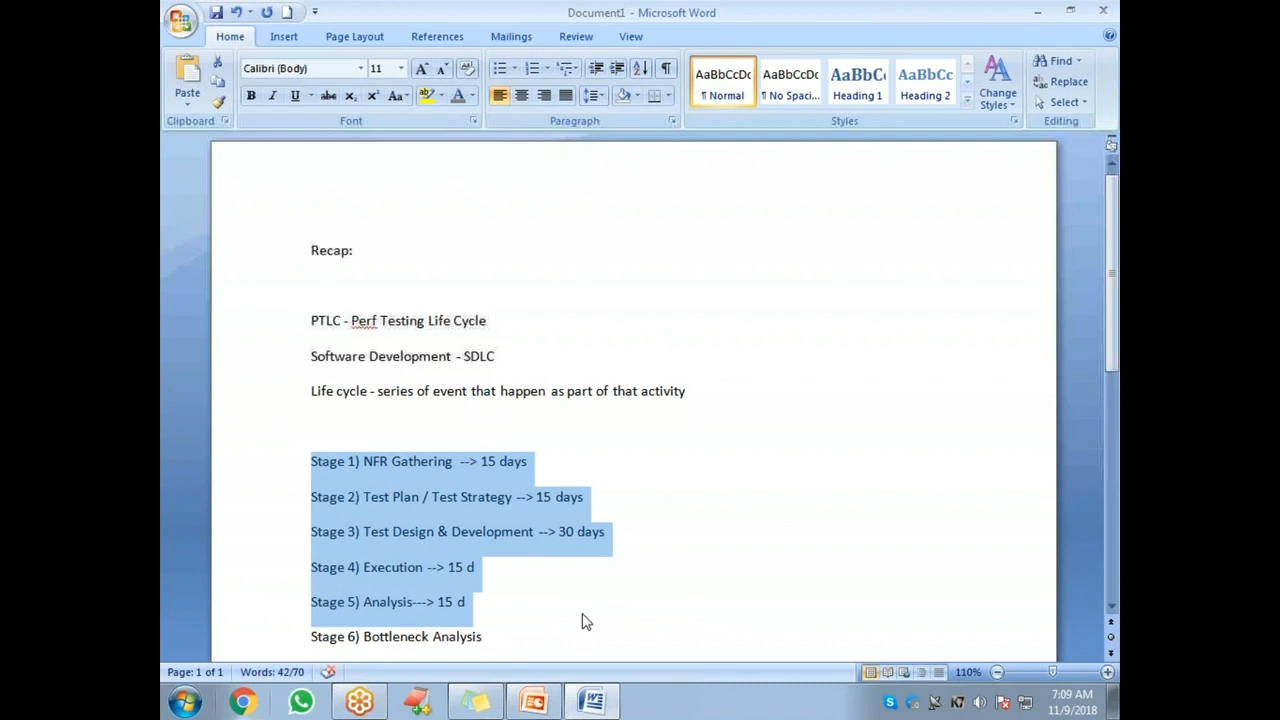 Document1 - Microsoft Word
Home Insert Page Layout References Mailings Review View
Paste
Calibri (Body) 11
AaBbCcDc AaBbCcDc AaBbCc AaBbCc
¶ Normal ¶ No Spaci... Heading 1 Heading 2
Change Styles
Find
Replace
Select
Clipboard Font Paragraph Styles Editing
Recap:
PTLC - Perf Testing Life Cycle
Software Development - SDLC
Life cycle - series of event that happen as part of that activity
Stage 1) NFR Gathering --> 15 days
Stage 2) Test Plan / Test Strategy --> 15 days
Stage 3) Test Design & Development --> 30 days
Stage 4) Execution --> 15 d
Stage 5) Analysis---> 15 d
Stage 6) Bottleneck Analysis
Page: 1 of 1 Words: 42/70 110%
7:09 AM
11/9/2018